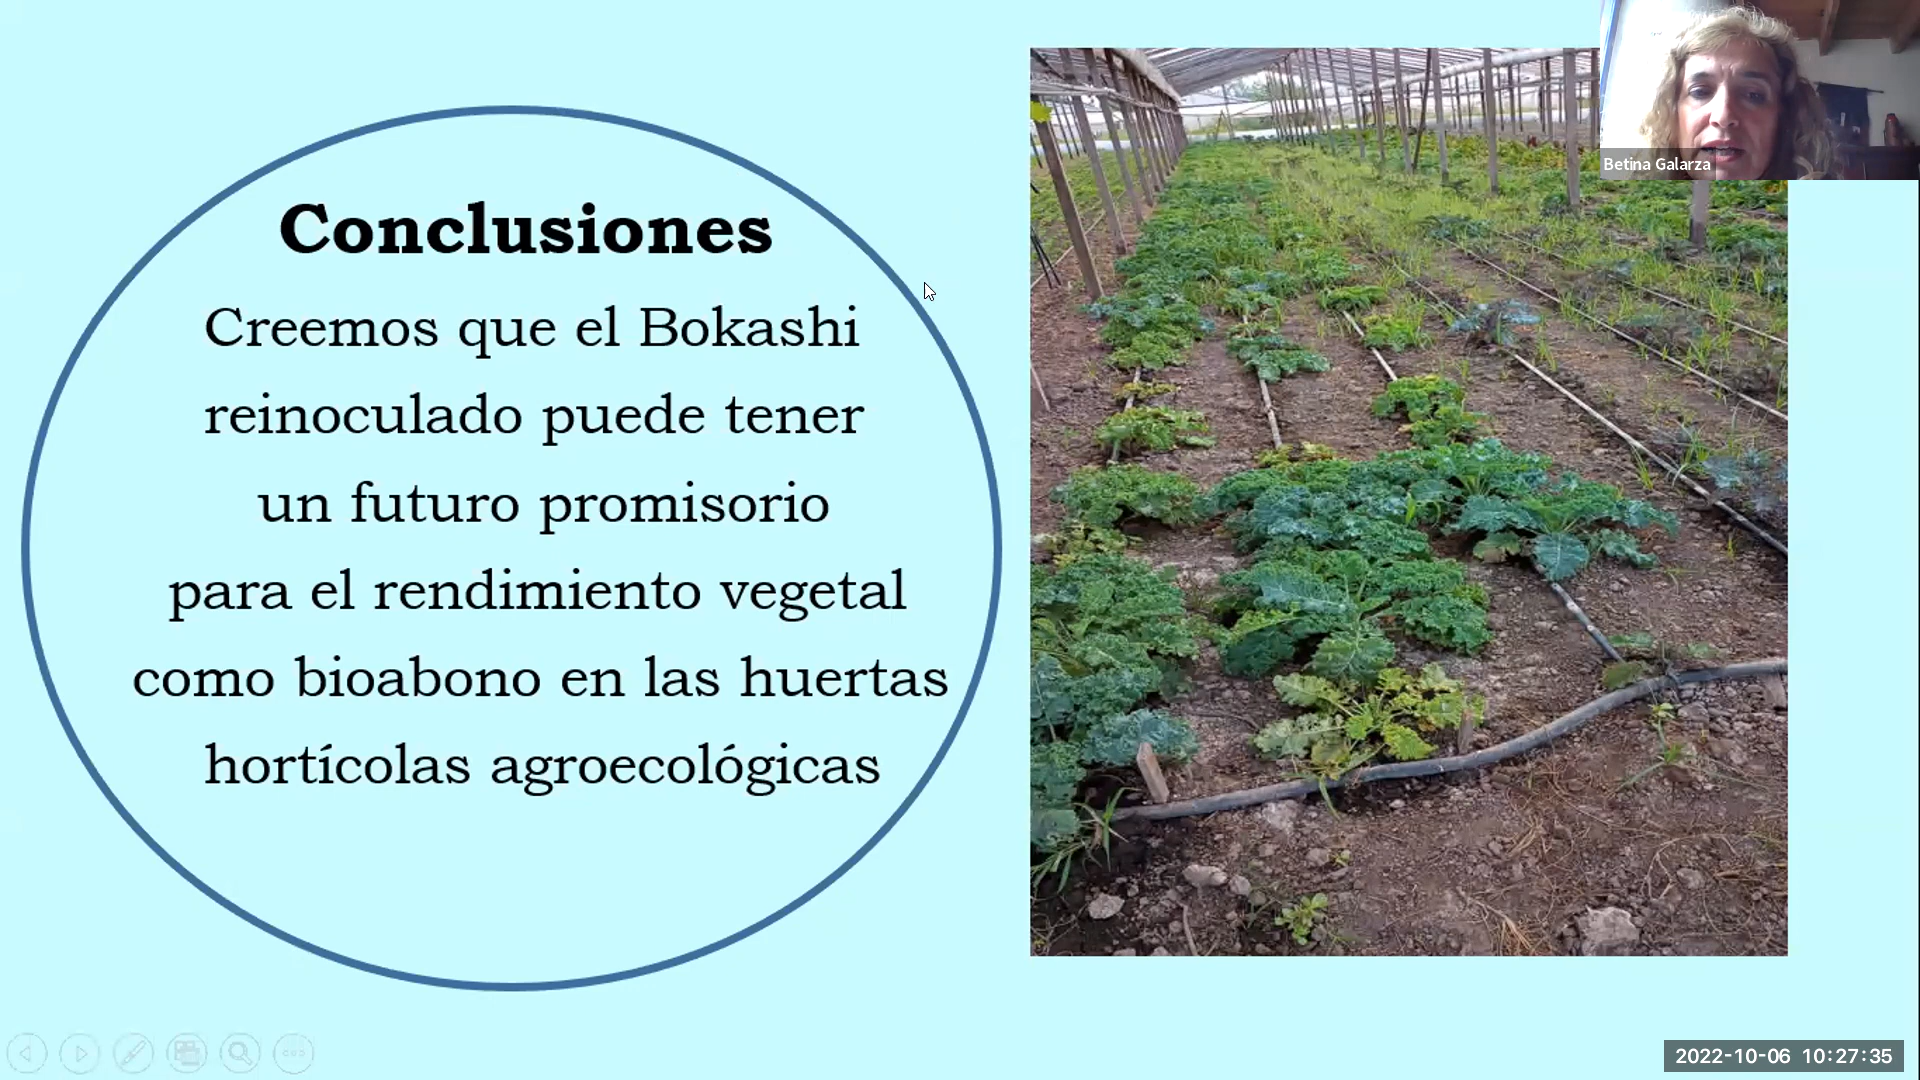 Conclusiones
Creemos que el Bokashi
reinoculado puede tener
un futuro promisorio
para el rendimiento vegetal
como bioabono en las huertas
hortícolas agroecológicas
Betina Galarza
2022-10-06 10:27:35